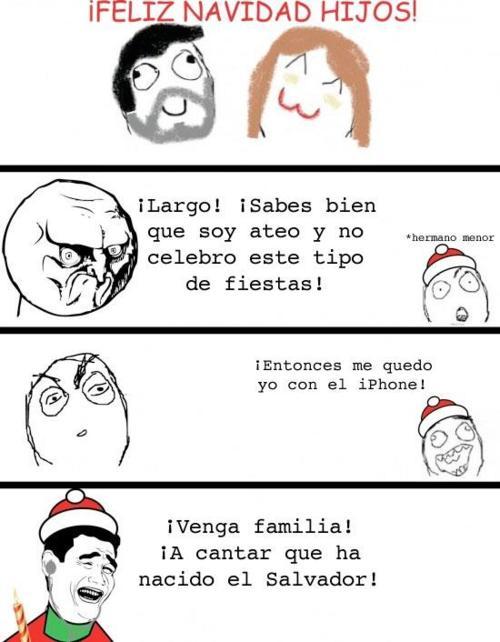 ¡FELIZ NAVIDAD HIJOS!
¡Largo! ¡Sabes bien
que soy ateo y no
celebro este tipo
de fiestas!
*hermano menor
¡Entonces me quedo
yo con el iPhone!
¡Venga familia!
¡A cantar que ha
nacido el Salvador!